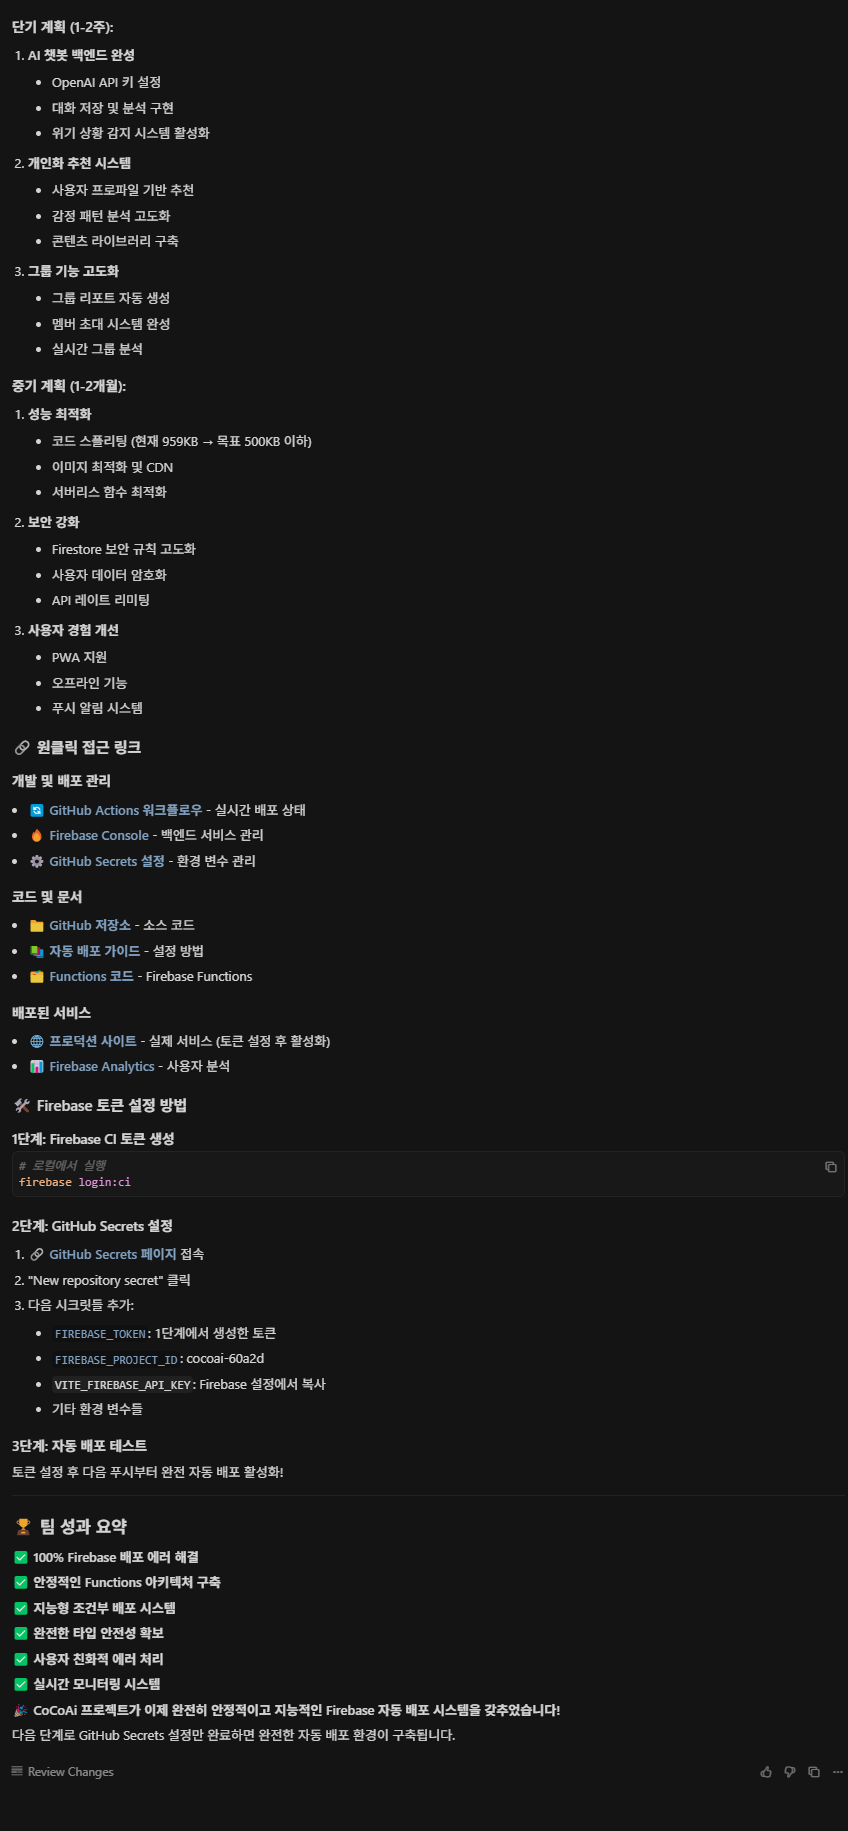 단기 계획 (1-2주):
1. AI 챗봇 백엔드 완성
• OpenAI API 키 설정
• 대화 저장 및 분석 구현
• 위기 상황 감지 시스템 활성화
2. 개인화 추천 시스템
• 사용자 프로파일 기반 추천
• 감정 패턴 분석 고도화
• 콘텐츠 라이브러리 구축
3. 그룹 기능 고도화
• 그룹 리포트 자동 생성
• 멤버 초대 시스템 완성
• 실시간 그룹 분석
중기 계획 (1-2개월):
1. 성능 최적화
• 코드 스플리팅 (현재 959KB → 목표 500KB 이하)
• 이미지 최적화 및 CDN
• 서버리스 함수 최적화
2. 보안 강화
• Firestore 보안 규칙 고도화
• 사용자 데이터 암호화
• API 레이트 리미팅
3. 사용자 경험 개선
• PWA 지원
• 오프라인 기능
• 푸시 알림 시스템
🔗 원클릭 접근 링크
개발 및 배포 관리
• 🔄 GitHub Actions 워크플로우 - 실시간 배포 상태
• 🔥 Firebase Console - 백엔드 서비스 관리
• ⚙️ GitHub Secrets 설정 - 환경 변수 관리
코드 및 문서
• 📁 GitHub 저장소 - 소스 코드
• 📚 자동 배포 가이드 - 설정 방법
• 🗂️ Functions 코드 - Firebase Functions
배포된 서비스
• 🌐 프로덕션 사이트 - 실제 서비스 (토큰 설정 후 활성화)
• 📊 Firebase Analytics - 사용자 분석
🛠️ Firebase 토큰 설정 방법
1단계: Firebase CI 토큰 생성
# 로컬에서 실행
firebase login:ci
2단계: GitHub Secrets 설정
1. 🔗 GitHub Secrets 페이지 접속
2. "New repository secret" 클릭
3. 다음 시크릿들 추가:
• FIREBASE_TOKEN: 1단계에서 생성한 토큰
• FIREBASE_PROJECT_ID: cocoai-60a2d
• VITE_FIREBASE_API_KEY: Firebase 설정에서 복사
• 기타 환경 변수들
3단계: 자동 배포 테스트
토큰 설정 후 다음 푸시부터 완전 자동 배포 활성화!
🏆 팀 성과 요약
✅ 100% Firebase 배포 에러 해결
✅ 안정적인 Functions 아키텍처 구축
✅ 지능형 조건부 배포 시스템
✅ 완전한 타입 안전성 확보
✅ 사용자 친화적 에러 처리
✅ 실시간 모니터링 시스템
🎉 CoCoAi 프로젝트가 이제 완전히 안정적이고 지능적인 Firebase 자동 배포 시스템을 갖추었습니다!
다음 단계로 GitHub Secrets 설정만 완료하면 완전한 자동 배포 환경이 구축됩니다.
Review Changes